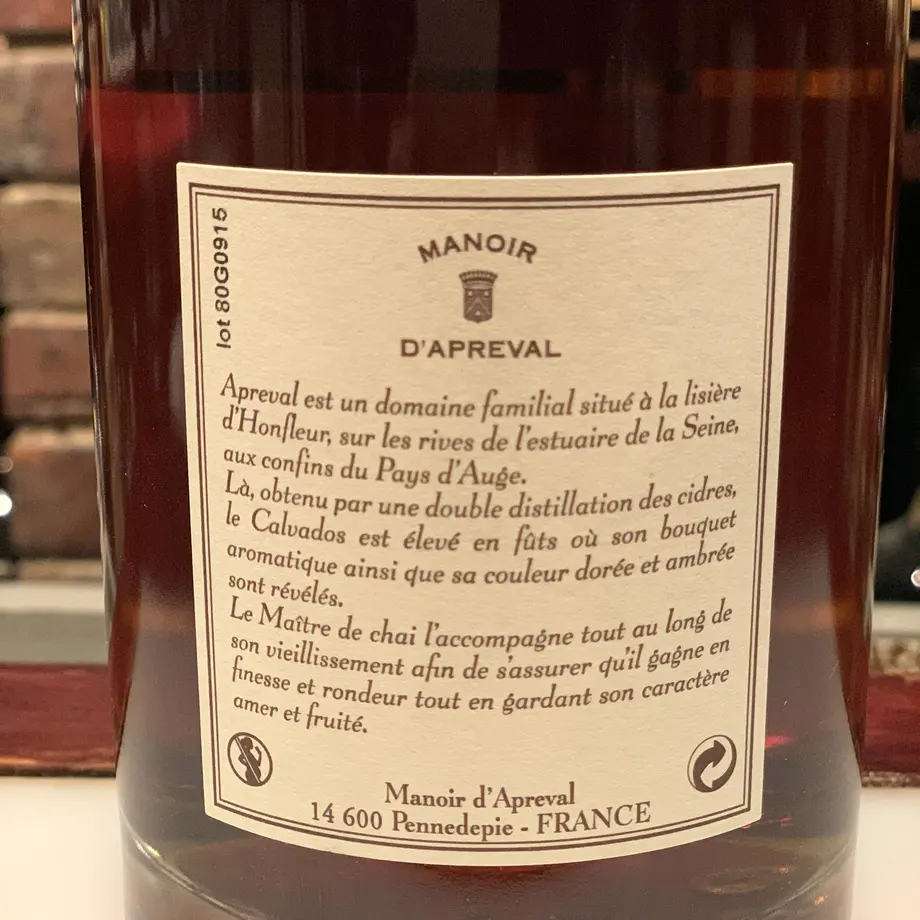 lot 80G0915
MANOIR
D'APREVAL
Apreval est un domaine familial situé à la lisière
d'Honfleur, sur les rives de l'estuaire de la Seine,
aux confins du Pays d'Auge.
Là, obtenu par une double distillation des cidres,
le Calvados est élevé en fûts où son bouquet
aromatique ainsi que sa couleur dorée et ambrée
sont révélés.
Le Maître de chai l'accompagne tout au long de
son vieillissement afin de s'assurer qu'il gagne en
finesse et rondeur tout en gardant son caractère
amer et fruité.
Manoir d'Apreval
14 600 Pennedepie - FRANCE